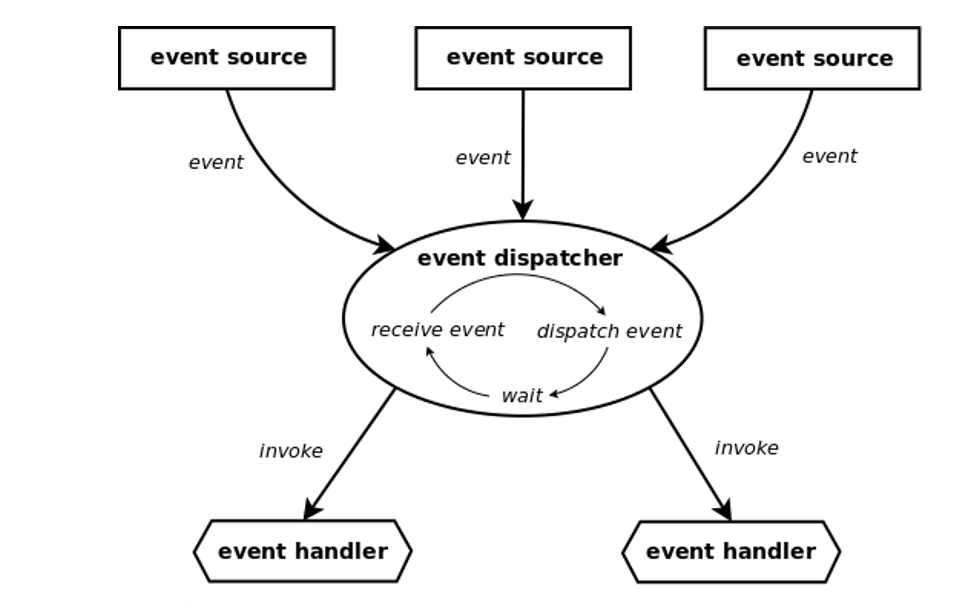 event source
event source
event source
event
event
event
event dispatcher
receive event
dispatch event
wait
invoke
invoke
event handler
event handler